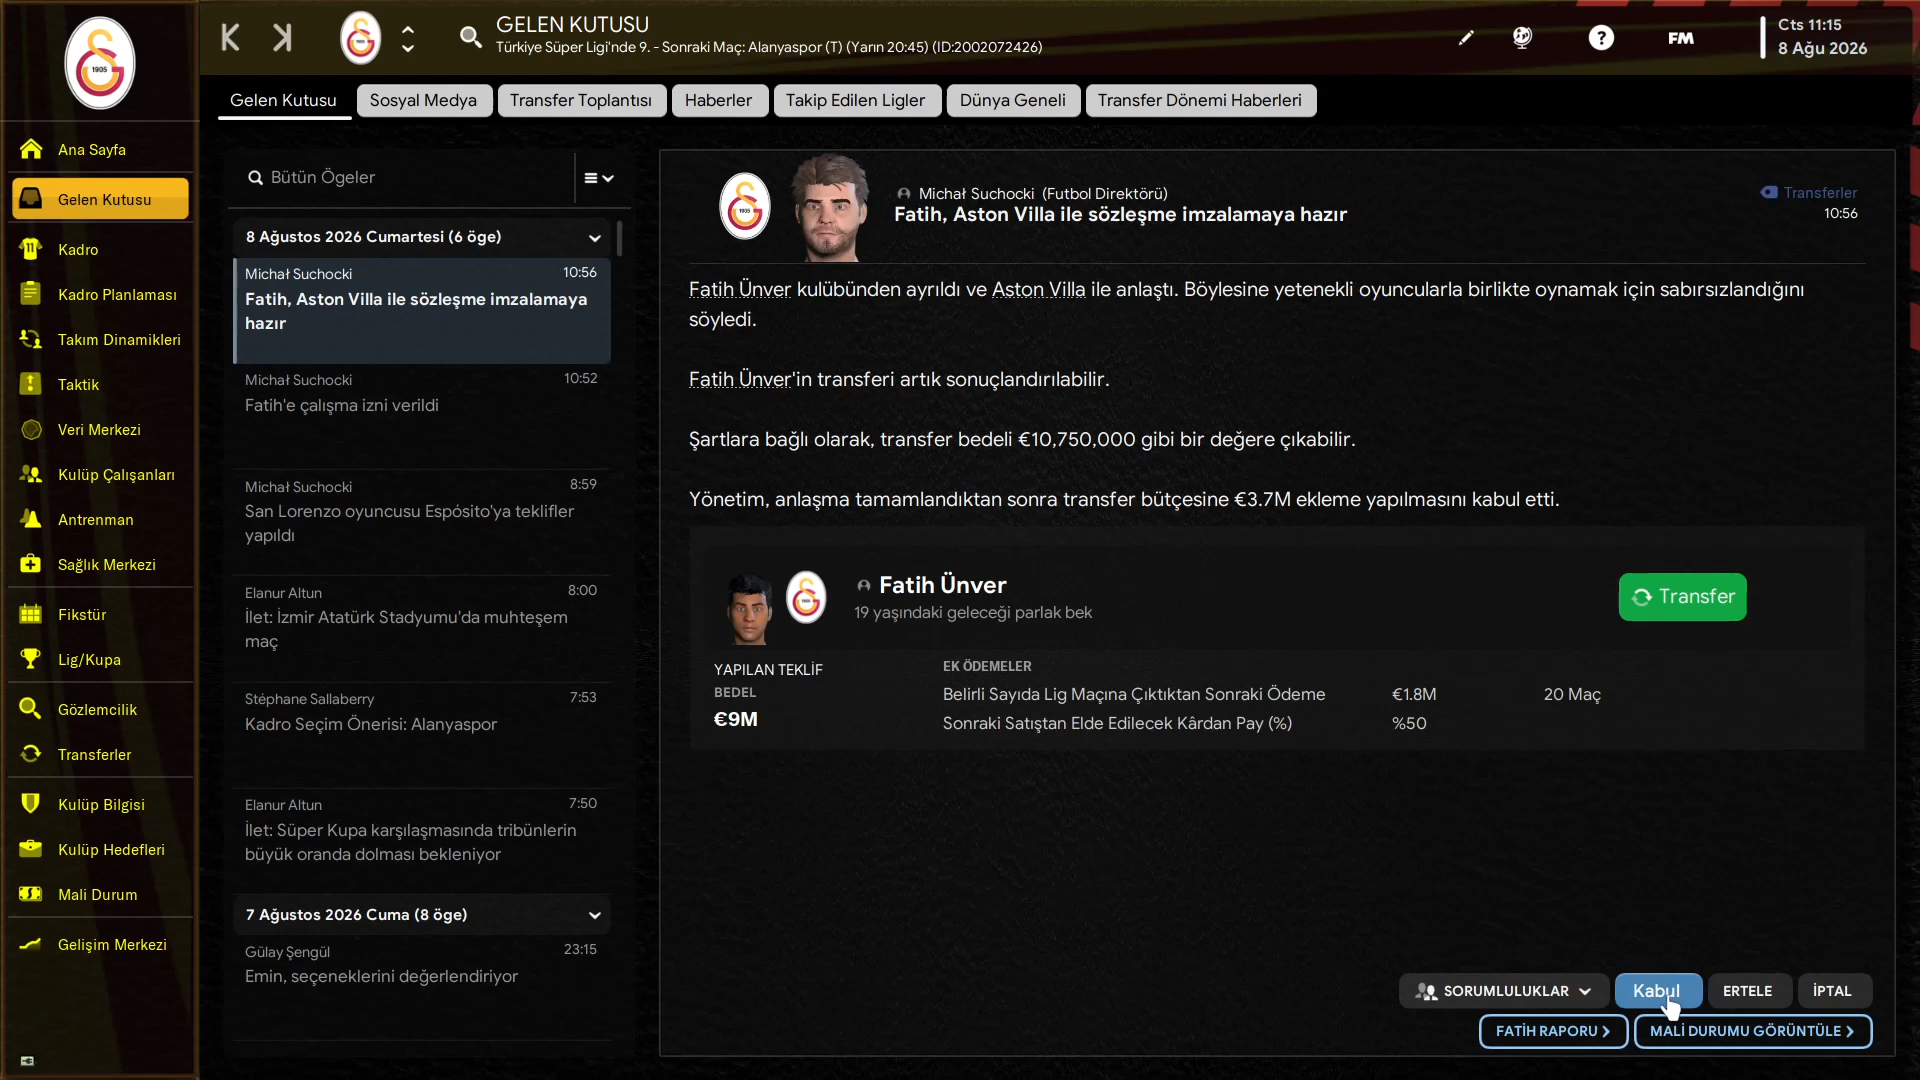 GELEN KUTUSU
Türkiye Süper Ligi'nde 9. - Sonraki Maç: Alanyaspor (T) (Yarın 20:45) (ID:2002072426)
FM
Cts 11:15
8 Ağu 2026
1905
Gelen Kutusu
Sosyal Medya
Transfer Toplantısı
Haberler
Takip Edilen Ligler
Dünya Geneli
Transfer Dönemi Haberleri
Ana Sayfa
Gelen Kutusu
Kadro
Kadro Planlaması
Takım Dinamikleri
Taktik
Veri Merkezi
Kulüp Çalışanları
Antrenman
Sağlık Merkezi
Fikstür
Lig/Kupa
Gözlemcilik
Transferler
Kulüp Bilgisi
Kulüp Hedefleri
Mali Durum
Gelişim Merkezi
Bütün Ögeler
8 Ağustos 2026 Cumartesi (6 öge)
Michał Suchocki 10:56
Fatih, Aston Villa ile sözleşme imzalamaya
hazır
Michał Suchocki 10:52
Fatih'e çalışma izni verildi
Michał Suchocki 8:59
San Lorenzo oyuncusu Espósito'ya teklifler
yapıldı
Elanur Altun 8:00
İlet: İzmir Atatürk Stadyumu'da muhteşem
maç
Stéphane Sallaberry 7:53
Kadro Seçim Önerisi: Alanyaspor
Elanur Altun 7:50
İlet: Süper Kupa karşılaşmasında tribünlerin
büyük oranda dolması bekleniyor
7 Ağustos 2026 Cuma (8 öge)
Gülay Şengül 23:15
Emin, seçeneklerini değerlendiriyor
1905
Michał Suchocki (Futbol Direktörü)
Fatih, Aston Villa ile sözleşme imzalamaya hazır
Transferler
10:56
Fatih Ünver kulübünden ayrıldı ve Aston Villa ile anlaştı. Böylesine yetenekli oyuncularla birlikte oynamak için sabırsızlandığını
söyledi.
Fatih Ünver'in transferi artık sonuçlandırılabilir.
Şartlara bağlı olarak, transfer bedeli €10,750,000 gibi bir değere çıkabilir.
Yönetim, anlaşma tamamlandıktan sonra transfer bütçesine €3.7M ekleme yapılmasını kabul etti.
Fatih Ünver
19 yaşındaki geleceği parlak bek
Transfer
YAPILAN TEKLİF
BEDEL
€9M
EK ÖDEMELER
Belirli Sayıda Lig Maçına Çıktıktan Sonraki Ödeme €1.8M 20 Maç
Sonraki Satıştan Elde Edilecek Kârdan Pay (%) %50
SORUMLULUKLAR
Kabul
ERTELE
İPTAL
FATİH RAPORU
MALİ DURUMU GÖRÜNTÜLE